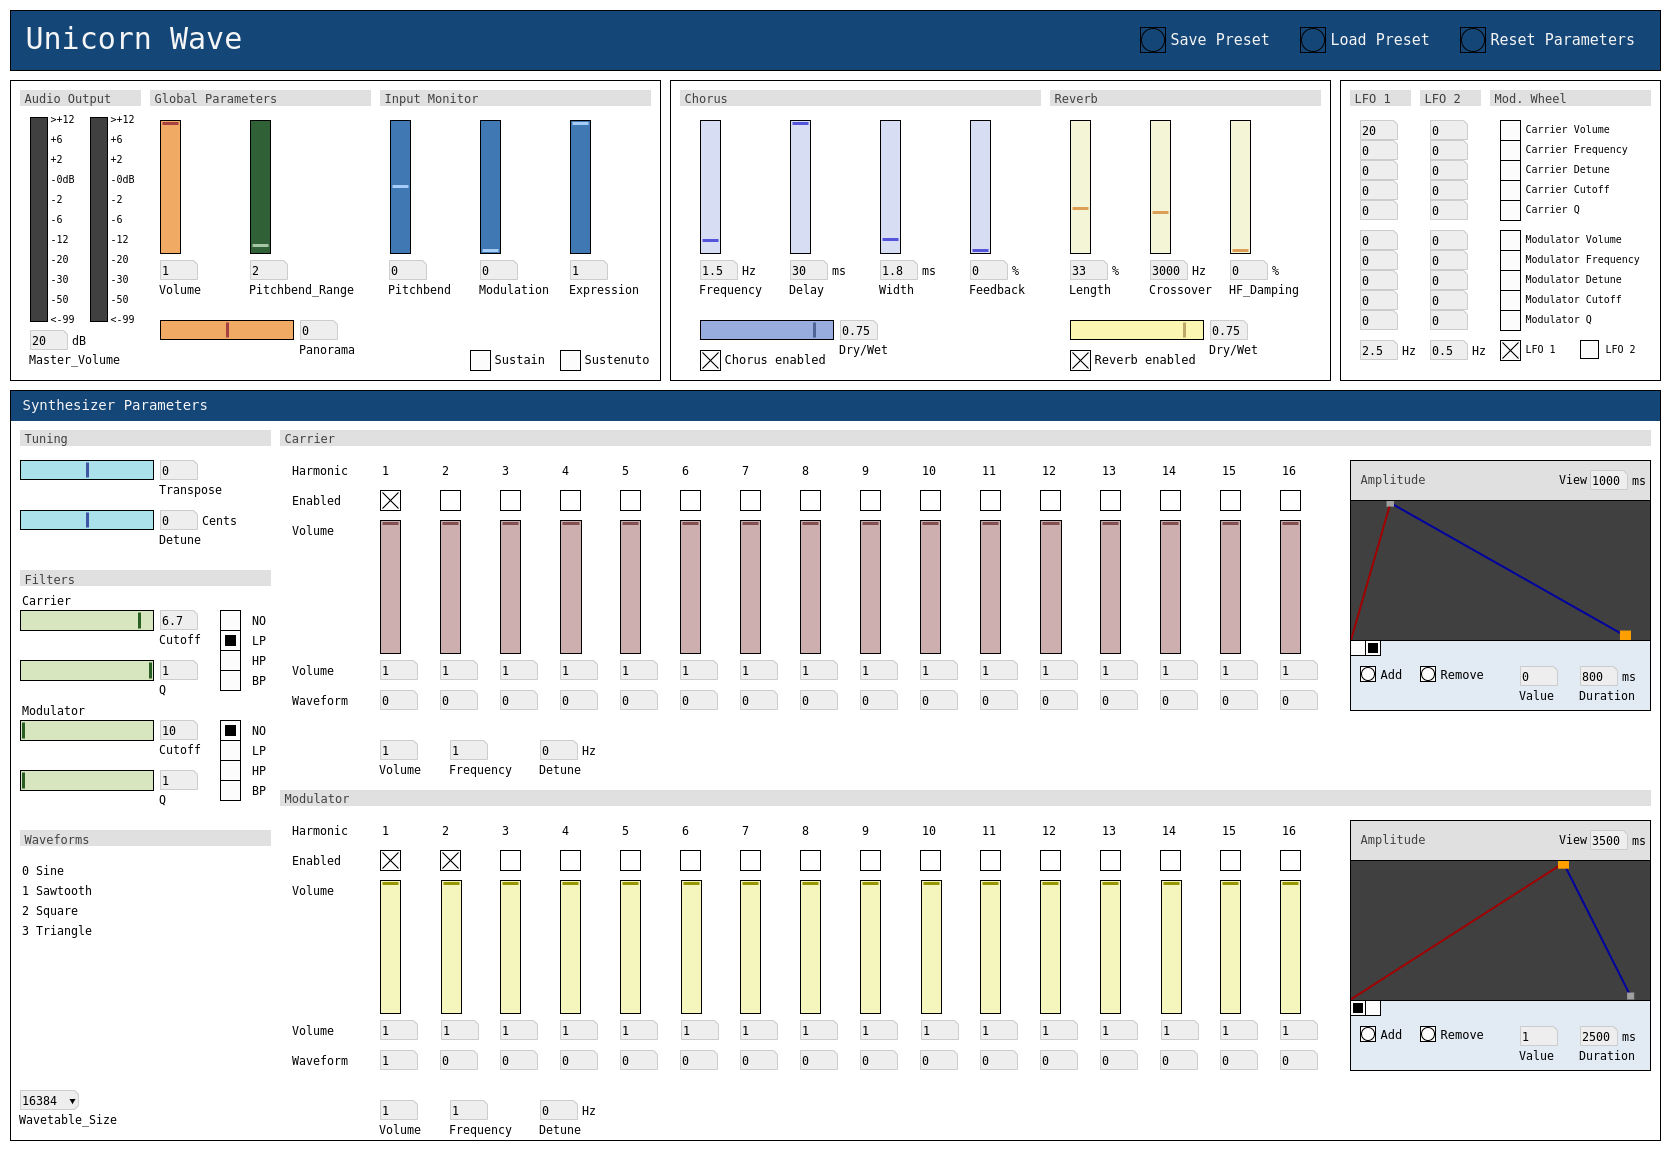 Unicorn Wave
Save Preset
Load Preset
Reset Parameters
Audio Output
>+12 >+12
+6 +6
+2 +2
-0dB -0dB
-2 -2
-6 -6
-12 -12
-20 -20
-30 -30
-50 -50
<-99 <-99
20 dB
Master_Volume
Global Parameters
1 2
Volume Pitchbend_Range
0
Panorama
Input Monitor
0 0 1
Pitchbend Modulation Expression
Sustain Sustenuto
Chorus
1.5 Hz 30 ms 1.8 ms 0 %
Frequency Delay Width Feedback
0.75
Dry/Wet
Chorus enabled
Reverb
33 % 3000 Hz 0 %
Length Crossover HF_Damping
0.75
Dry/Wet
Reverb enabled
LFO 1 LFO 2 Mod. Wheel
20 0 Carrier Volume
0 0 Carrier Frequency
0 0 Carrier Detune
0 0 Carrier Cutoff
0 0 Carrier Q
0 0 Modulator Volume
0 0 Modulator Frequency
0 0 Modulator Detune
0 0 Modulator Cutoff
0 0 Modulator Q
2.5 Hz 0.5 Hz LFO 1 LFO 2
Synthesizer Parameters
Tuning
0
Transpose
0 Cents
Detune
Filters
Carrier
6.7
Cutoff
1
Q
NO
LP
HP
BP
Modulator
10
Cutoff
1
Q
NO
LP
HP
BP
Waveforms
0 Sine
1 Sawtooth
2 Square
3 Triangle
16384 ▾
Wavetable_Size
Carrier
Harmonic 1 2 3 4 5 6 7 8 9 10 11 12 13 14 15 16
Enabled
Volume
Volume 1 1 1 1 1 1 1 1 1 1 1 1 1 1 1 1
Waveform 0 0 0 0 0 0 0 0 0 0 0 0 0 0 0 0
1 1 0 Hz
Volume Frequency Detune
Amplitude View 1000 ms
Add Remove 0 800 ms
Value Duration
Modulator
Harmonic 1 2 3 4 5 6 7 8 9 10 11 12 13 14 15 16
Enabled
Volume
Volume 1 1 1 1 1 1 1 1 1 1 1 1 1 1 1 1
Waveform 1 0 0 0 0 0 0 0 0 0 0 0 0 0 0 0
1 1 0 Hz
Volume Frequency Detune
Amplitude View 3500 ms
Add Remove 1 2500 ms
Value Duration